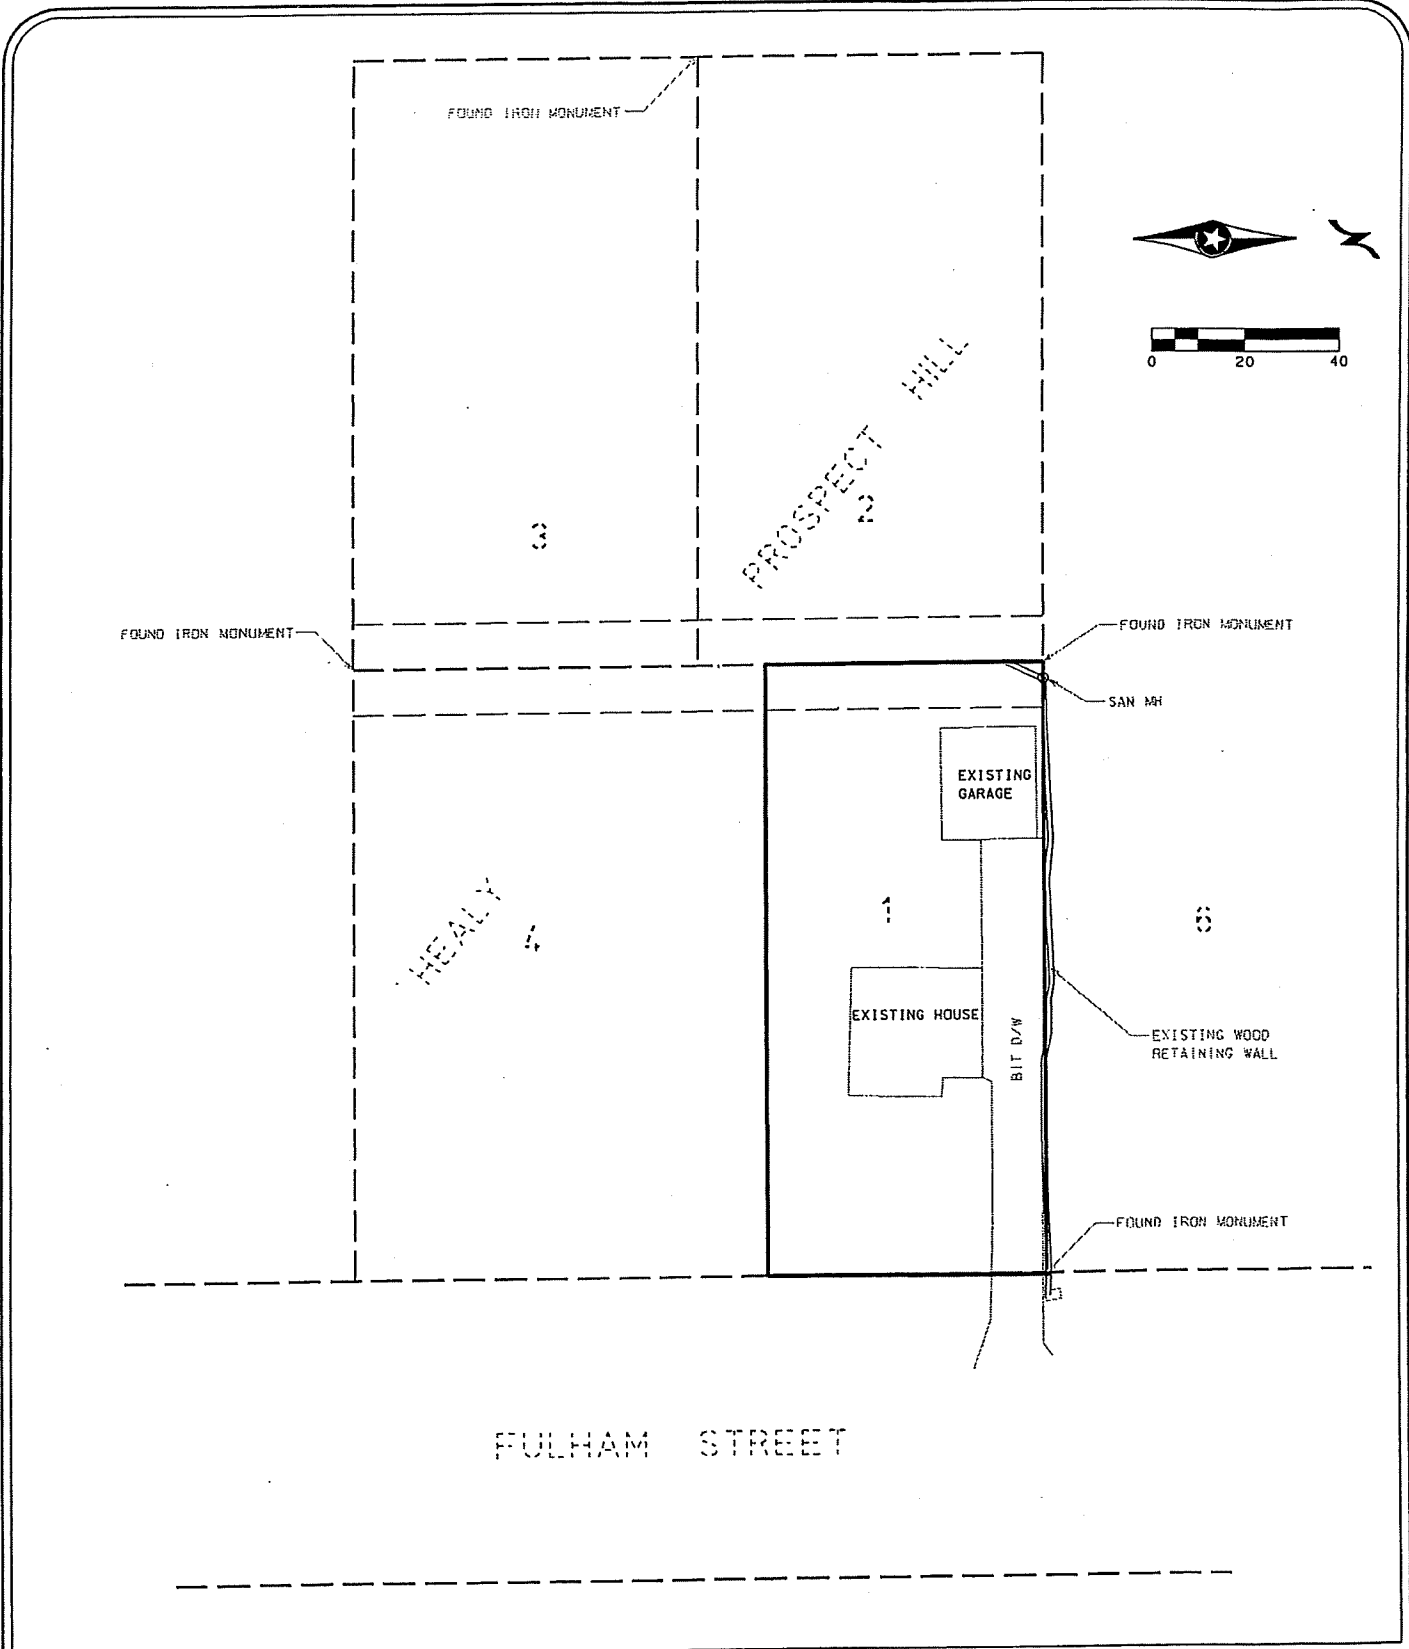 FOUND IRON MONUMENT
N
0 20 40
PROSPECT HILL
3
2
FOUND IRON MONUMENT
FOUND IRON MONUMENT
SAN MH
EXISTING
GARAGE
HEALY
4
1
6
EXISTING HOUSE
BIT D/W
EXISTING WOOD
RETAINING WALL
FOUND IRON MONUMENT
FULHAM STREET